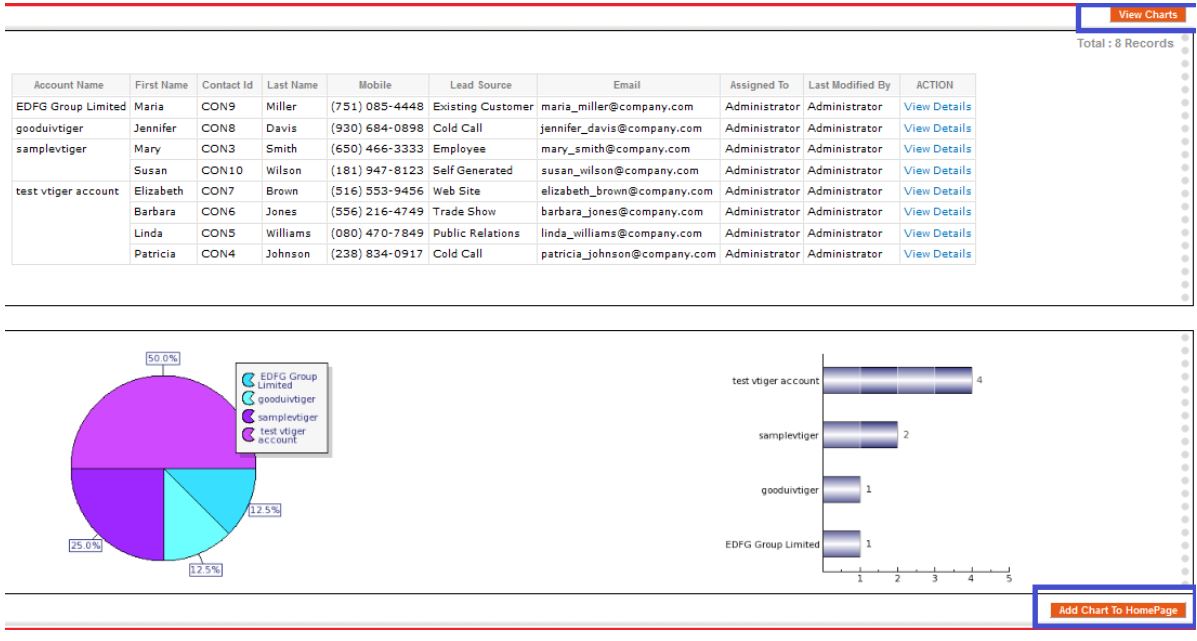 View Charts
Total : 8 Records
Account Name First Name Contact Id Last Name Mobile Lead Source Email Assigned To Last Modified By ACTION
EDFG Group Limited Maria CON9 Miller (751) 085-4448 Existing Customer maria_miller@company.com Administrator Administrator View Details
gooduivtiger Jennifer CON8 Davis (930) 684-0898 Cold Call jennifer_davis@company.com Administrator Administrator View Details
samplevtiger Mary CON3 Smith (650) 466-3333 Employee mary_smith@company.com Administrator Administrator View Details
Susan CON10 Wilson (181) 947-8123 Self Generated susan_wilson@company.com Administrator Administrator View Details
test vtiger account Elizabeth CON7 Brown (516) 553-9456 Web Site elizabeth_brown@company.com Administrator Administrator View Details
Barbara CON6 Jones (556) 216-4749 Trade Show barbara_jones@company.com Administrator Administrator View Details
Linda CON5 Williams (080) 470-7849 Public Relations linda_williams@company.com Administrator Administrator View Details
Patricia CON4 Johnson (238) 834-0917 Cold Call patricia_johnson@company.com Administrator Administrator View Details
50.0%
EDFG Group
Limited
gooduivtiger
samplevtiger
test vtiger
account
12.5%
25.0%
12.5%
test vtiger account 4
samplevtiger 2
gooduivtiger 1
EDFG Group Limited 1
1 2 3 4 5
Add Chart To HomePage